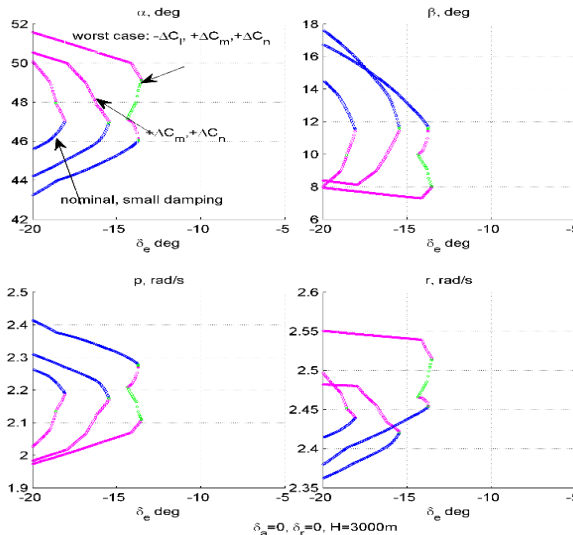 α, deg
β, deg
worst case: -ΔCl, +ΔCm,+ΔCn
+ΔCm,+ΔCn
nominal, small damping
52
50
48
46
44
42
-20 -15 -10 -5
δe deg
18
16
14
12
10
8
6
-20 -15 -10 -5
δe deg
p, rad/s
r, rad/s
2.5
2.4
2.3
2.2
2.1
2
1.9
-20 -15 -10 -5
δe deg
2.6
2.55
2.5
2.45
2.4
2.35
-20 -15 -10 -5
δe deg
δa=0, δr=0, H=3000m